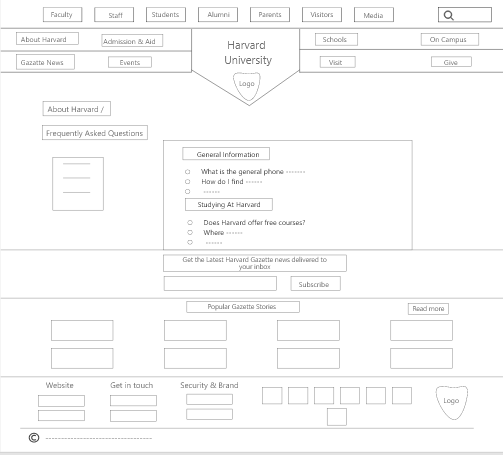 Faculty
Staff
Students
Alumni
Parents
Visitors
Media
About Harvard
Admission & Aid
Harvard
University
Schools
On Campus
Gazatte News
Events
Visit
Give
Logo
About Harvard /
Frequently Asked Questions
General Information
What is the general phone -------
How do I find ------
------
Studying At Harvard
Does Harvard offer free courses?
Where ------
------
Get the Latest Harvard Gazette news delivered to
your inbox
Subscribe
Popular Gazette Stories
Read more
Website
Get in touch
Security & Brand
Logo
© --------------------------------